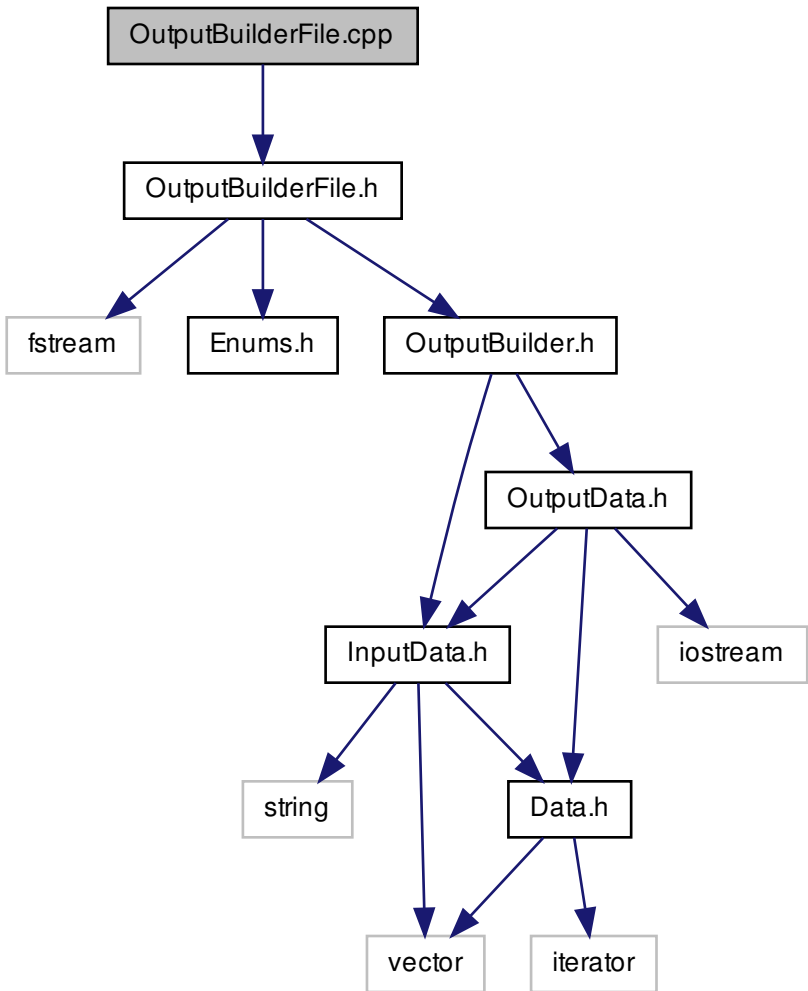 OutputBuilderFile.cpp
OutputBuilderFile.h
fstream
Enums.h
OutputBuilder.h
OutputData.h
InputData.h
iostream
string
Data.h
vector
iterator